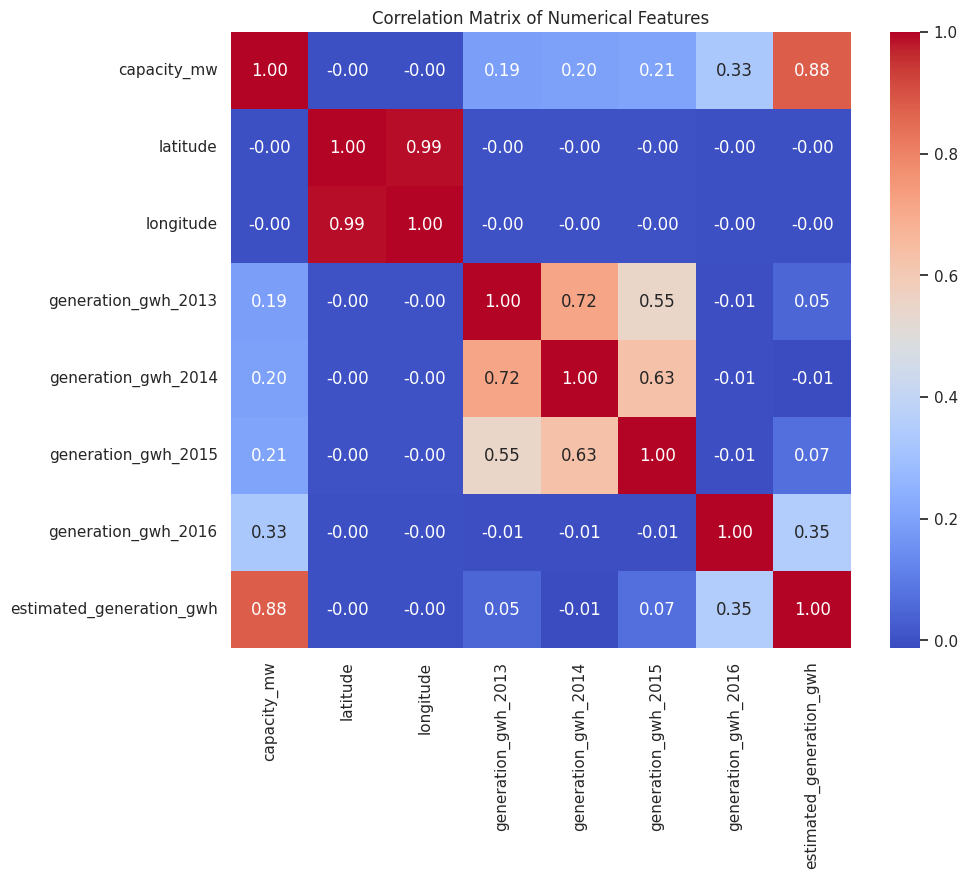 Correlation Matrix of Numerical Features
capacity_mw 1.00 -0.00 -0.00 0.19 0.20 0.21 0.33 0.88
latitude -0.00 1.00 0.99 -0.00 -0.00 -0.00 -0.00 -0.00
longitude -0.00 0.99 1.00 -0.00 -0.00 -0.00 -0.00 -0.00
generation_gwh_2013 0.19 -0.00 -0.00 1.00 0.72 0.55 -0.01 0.05
generation_gwh_2014 0.20 -0.00 -0.00 0.72 1.00 0.63 -0.01 -0.01
generation_gwh_2015 0.21 -0.00 -0.00 0.55 0.63 1.00 -0.01 0.07
generation_gwh_2016 0.33 -0.00 -0.00 -0.01 -0.01 -0.01 1.00 0.35
estimated_generation_gwh 0.88 -0.00 -0.00 0.05 -0.01 0.07 0.35 1.00
capacity_mw
latitude
longitude
generation_gwh_2013
generation_gwh_2014
generation_gwh_2015
generation_gwh_2016
estimated_generation_gwh
1.0
0.8
0.6
0.4
0.2
0.0